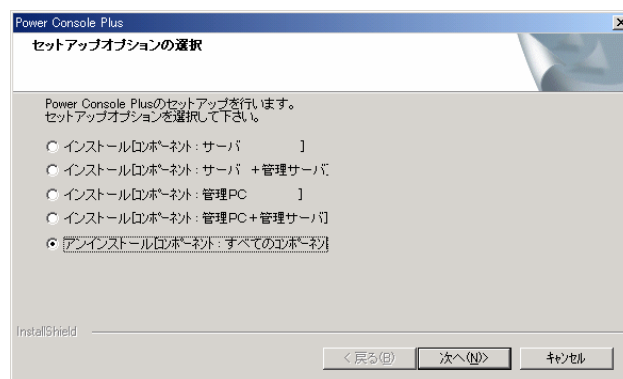 Power Console Plus
セットアップオプションの選択
Power Console Plusのセットアップを行います。
セットアップオプションを選択して下さい。
インストール[コンポーネント：サーバ　　　　]
インストール[コンポーネント：サーバ　＋管理サーバ]
インストール[コンポーネント：管理PC　　　　]
インストール[コンポーネント：管理PC＋管理サーバ]
アンインストール[コンポーネント：すべてのコンポーネン
InstallShield
< 戻る(B)　次へ(N)>　キャンセル